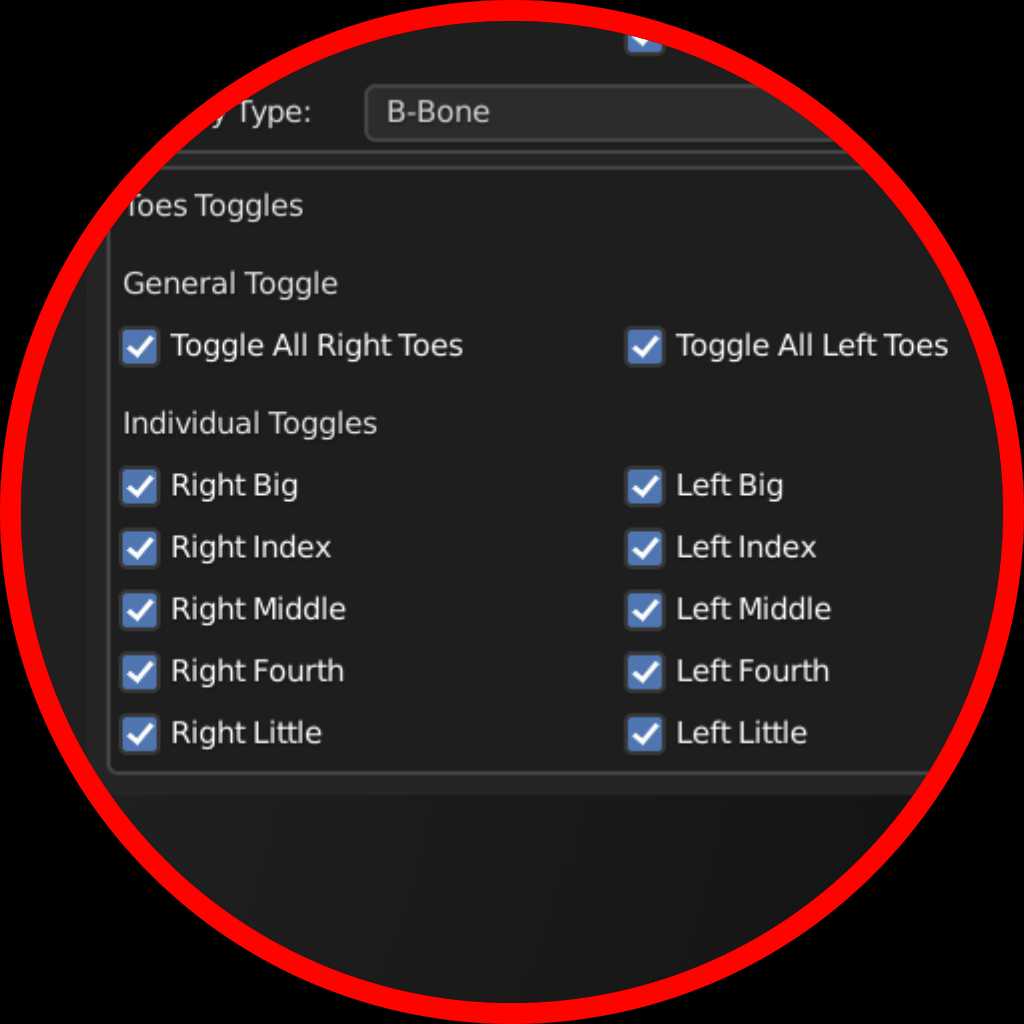 Type: B-Bone
Toes Toggles
General Toggle
Toggle All Right Toes Toggle All Left Toes
Individual Toggles
Right Big Left Big
Right Index Left Index
Right Middle Left Middle
Right Fourth Left Fourth
Right Little Left Little